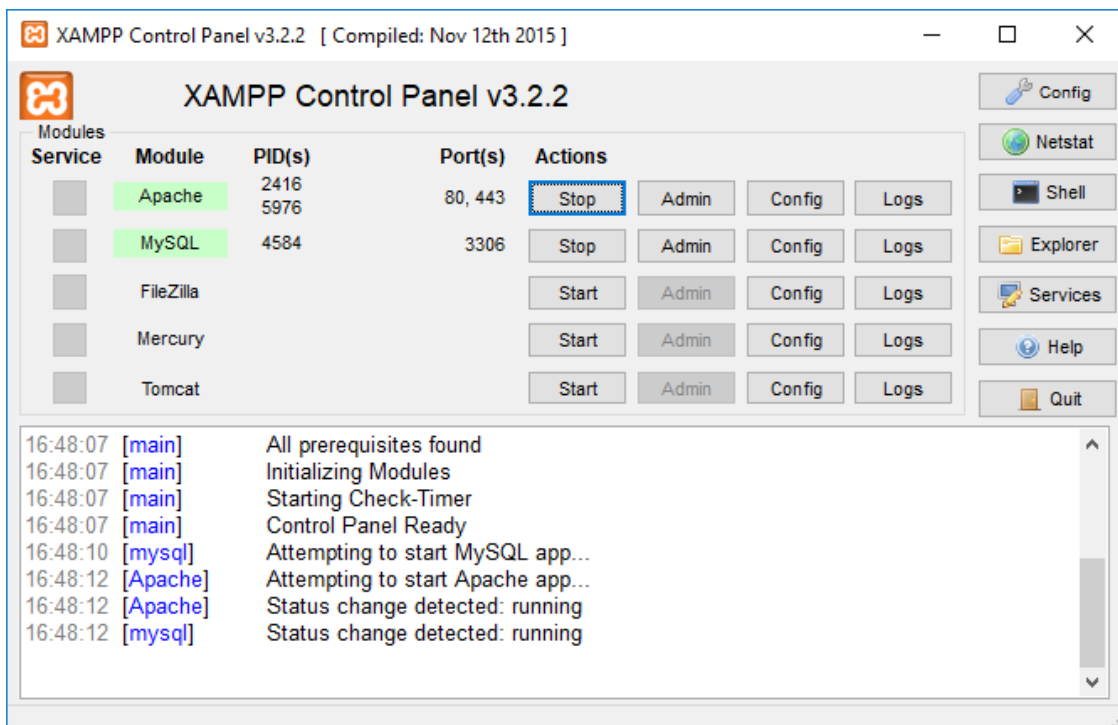 XAMPP Control Panel v3.2.2 [ Compiled: Nov 12th 2015 ]
XAMPP Control Panel v3.2.2
Config
Modules
Netstat
Service Module PID(s) Port(s) Actions
Apache 2416 5976 80, 443 Stop Admin Config Logs
Shell
MySQL 4584 3306 Stop Admin Config Logs
Explorer
FileZilla Start Admin Config Logs
Services
Mercury Start Admin Config Logs
Help
Tomcat Start Admin Config Logs
Quit
16:48:07 [main] All prerequisites found
16:48:07 [main] Initializing Modules
16:48:07 [main] Starting Check-Timer
16:48:07 [main] Control Panel Ready
16:48:10 [mysql] Attempting to start MySQL app...
16:48:12 [Apache] Attempting to start Apache app...
16:48:12 [Apache] Status change detected: running
16:48:12 [mysql] Status change detected: running